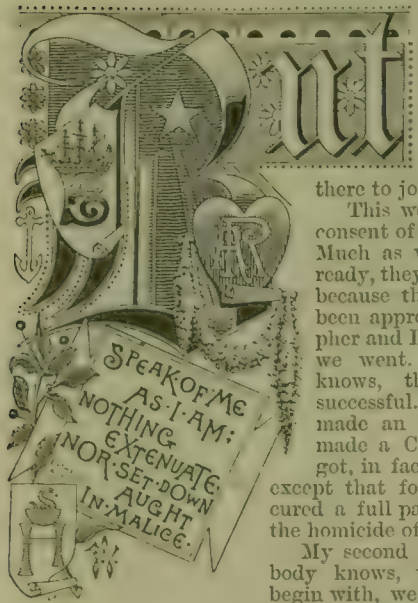 SPEAK OF ME
AS I AM;
NOTHING
EXTENUATE
NOR SET DOWN
AUGHT
IN MALICE.
there to jo
This w
consent of
Much as
ready, they
because th
been appre
pher and I
we went.
knows, th
successful.
made an
made a C
got, in fac
except that fo
cured a full pa
the homicide of
My second
body knows,
begin with, we